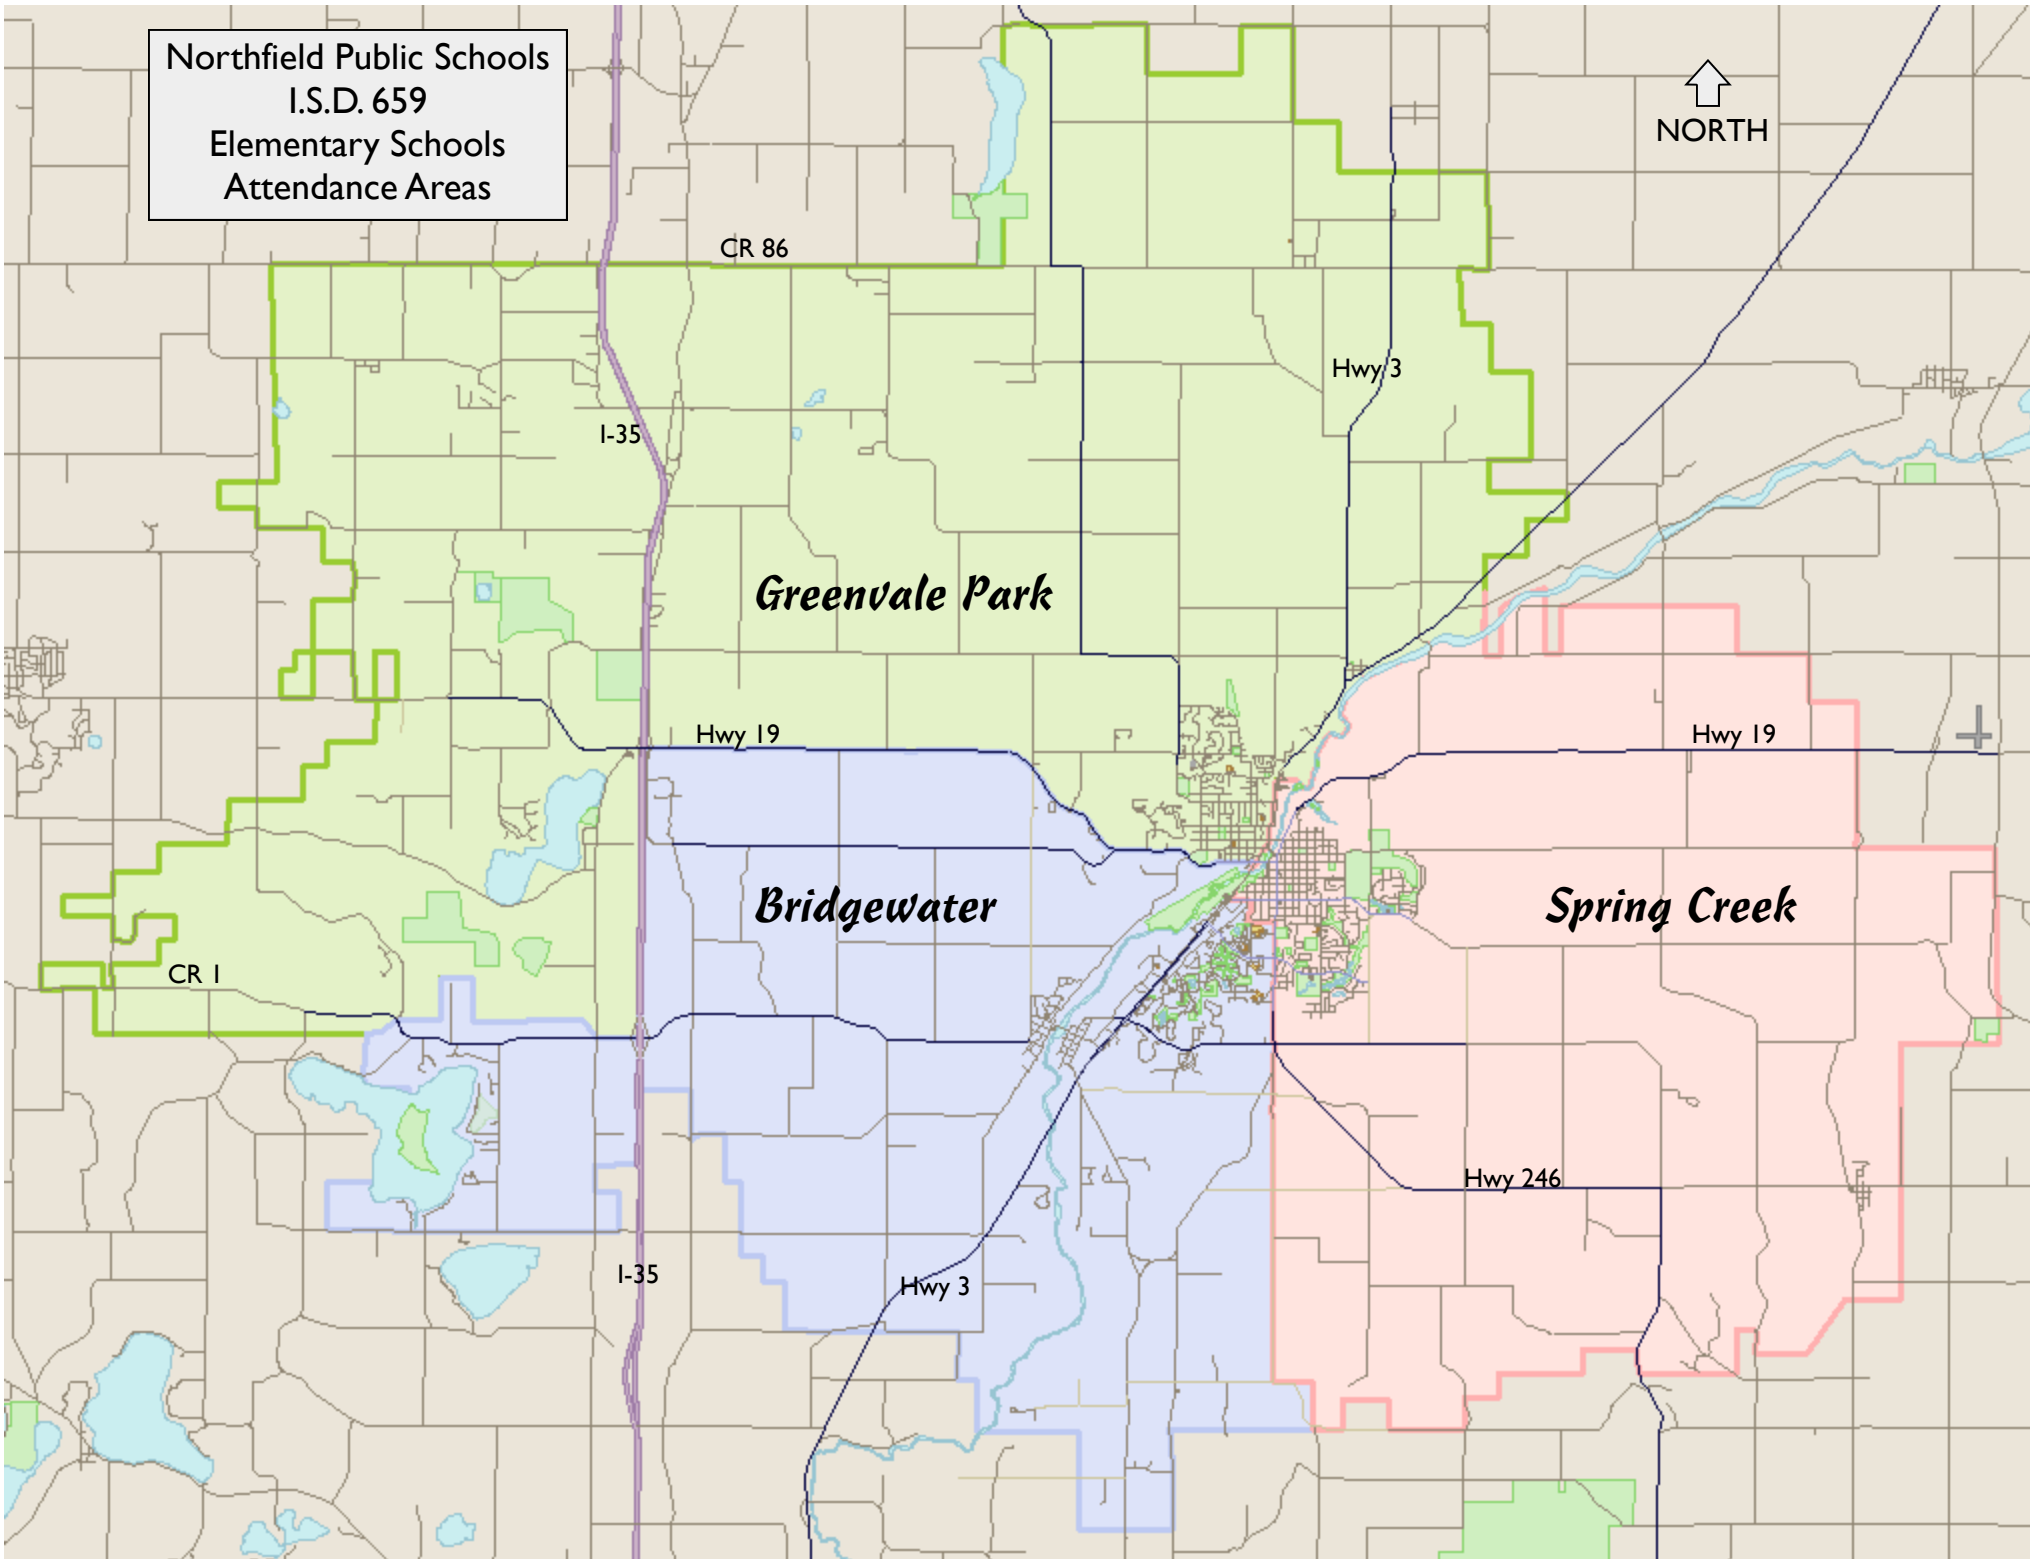 Northfield Public Schools
I.S.D. 659
Elementary Schools
Attendance Areas
NORTH
CR 86
Hwy 3
I-35
Greenvale Park
Hwy 19
Hwy 19
Bridgewater
Spring Creek
CR 1
Hwy 246
I-35
Hwy 3